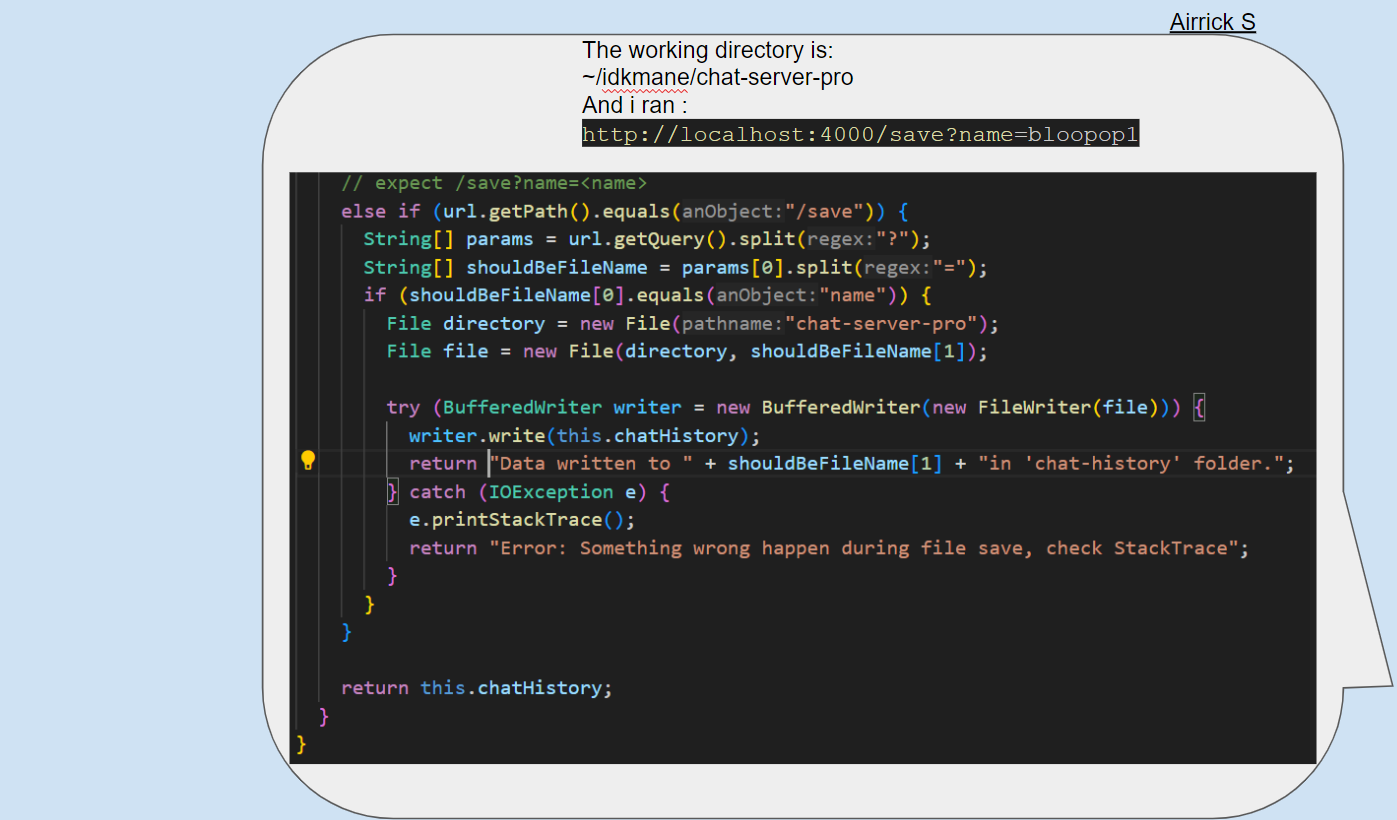 Airrick S
The working directory is:
~/idkmane/chat-server-pro
And i ran :
http://localhost:4000/save?name=bloopop1
// expect /save?name=<name>
else if (url.getPath().equals(anObject:"/save")) {
String[] params = url.getQuery().split(regex:"?");
String[] shouldBeFileName = params[0].split(regex:"=");
if (shouldBeFileName[0].equals(anObject:"name")) {
File directory = new File(pathname:"chat-server-pro");
File file = new File(directory, shouldBeFileName[1]);
try (BufferedWriter writer = new BufferedWriter(new FileWriter(file))) {
writer.write(this.chatHistory);
return "Data written to " + shouldBeFileName[1] + "in 'chat-history' folder.";
} catch (IOException e) {
e.printStackTrace();
return "Error: Something wrong happen during file save, check StackTrace";
}
}
}
return this.chatHistory;
}
}